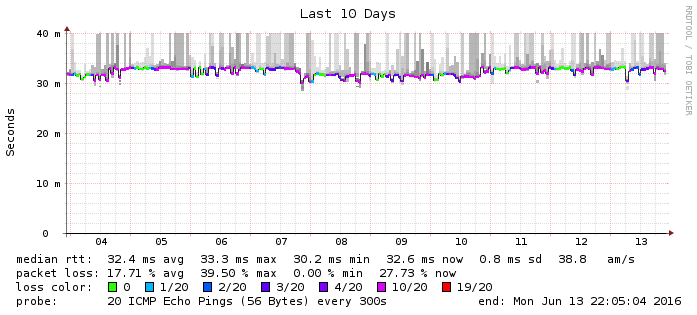 Last 10 Days
RRDTOOL / TOBI OETIKER
Seconds
40 m
30 m
20 m
10 m
0
04 05 06 07 08 09 10 11 12 13
median rtt: 32.4 ms avg 33.3 ms max 30.2 ms min 32.6 ms now 0.8 ms sd 38.8 am/s
packet loss: 17.71 % avg 39.50 % max 0.00 % min 27.73 % now
loss color: 0 1/20 2/20 3/20 4/20 10/20 19/20
probe: 20 ICMP Echo Pings (56 Bytes) every 300s end: Mon Jun 13 22:05:04 2016